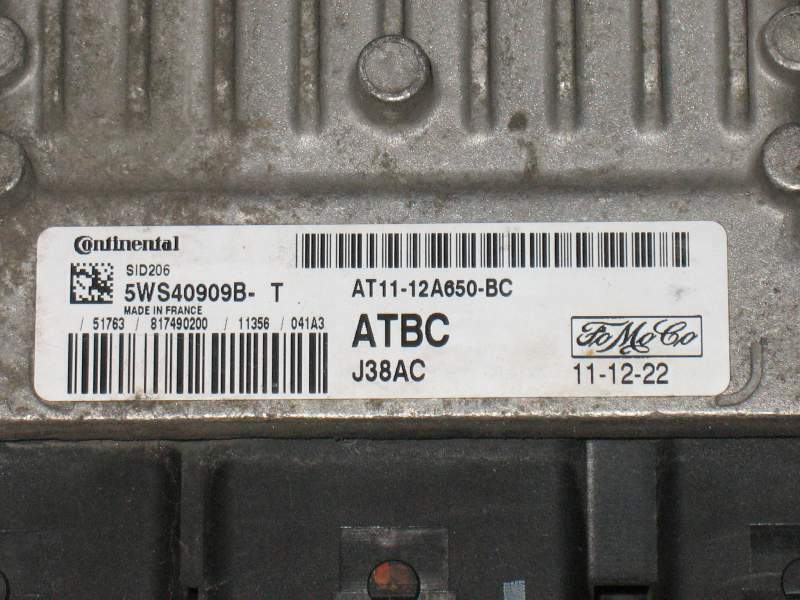 Continental
SID206
5WS40909B- T
MADE IN FRANCE
/ 51763 / 817490200 / 11356 / 041A3
AT11-12A650-BC
ATBC
J38AC
FoMoCo
11-12-22